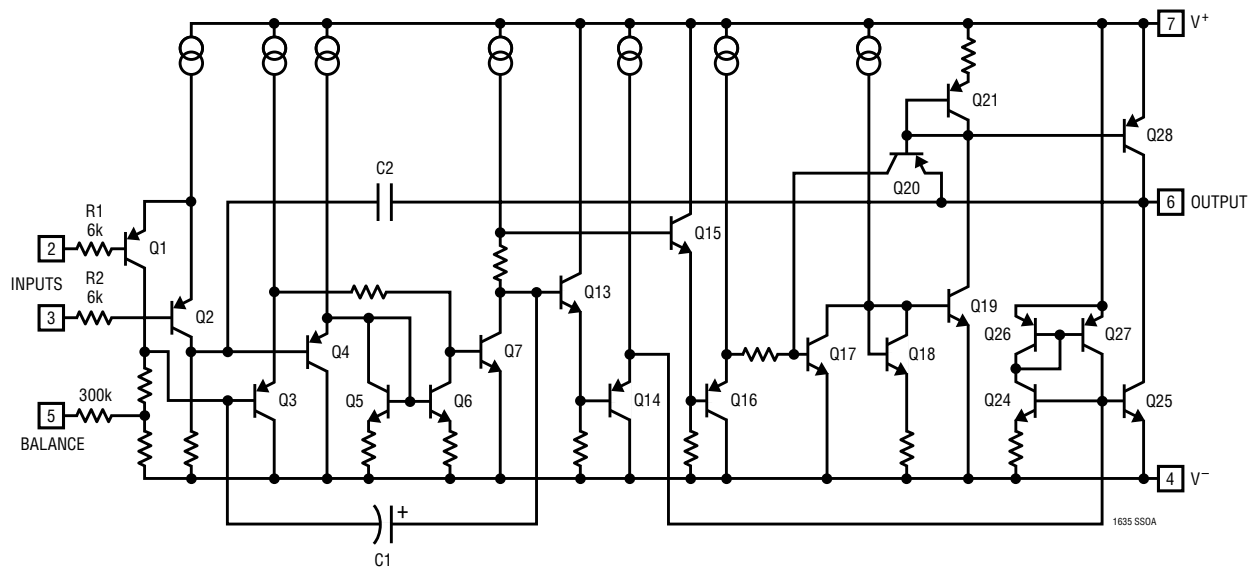 7 V+
Q21
Q28
C2
Q20
R1
6k
6 OUTPUT
2
Q1
Q15
INPUTS
R2
6k
Q13
3
Q2
Q19
Q26
Q27
Q4
Q7
Q17
Q18
300k
Q3
Q5
Q6
Q14
Q16
Q24
Q25
5
BALANCE
4 V−
+
1635 SSOA
C1